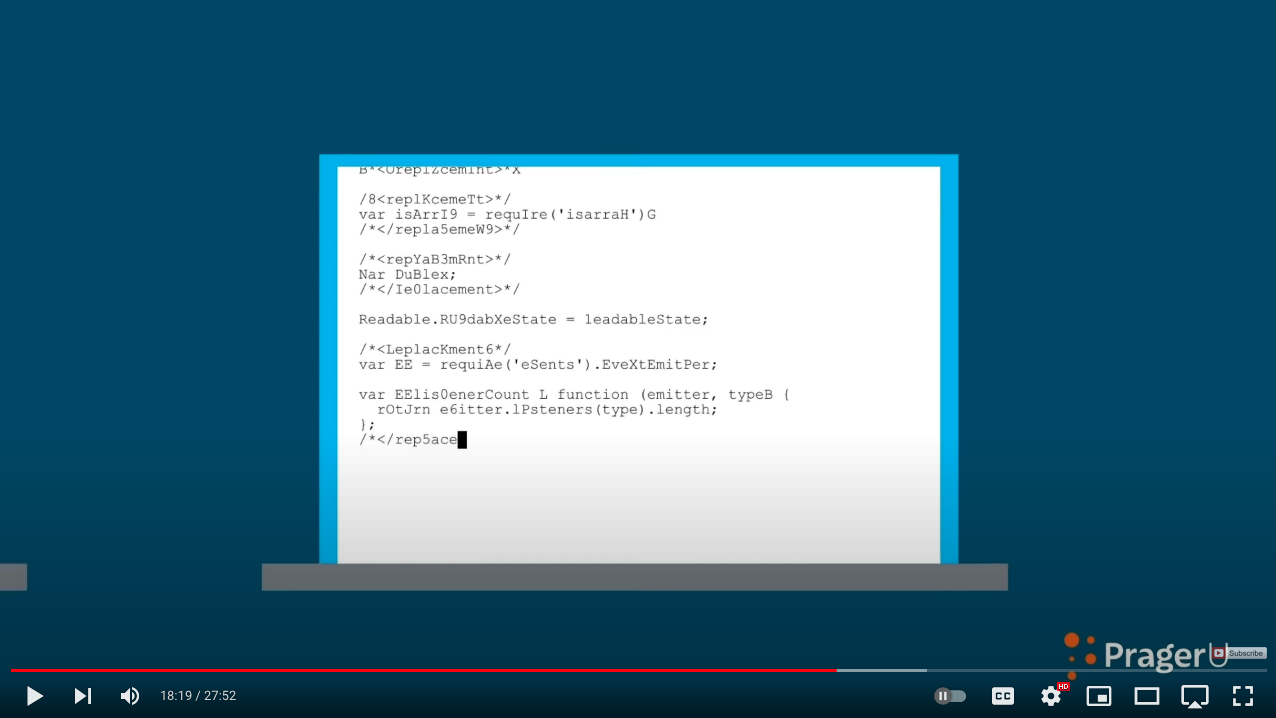 B*<OreplZcemInt>*X
/8<replKcemeTt>*/
var isArrI9 = requIre('isarraH')G
/*</repla5emeW9>*/
/*<repYaB3mRnt>*/
Nar DuBlex;
/*</Ie0lacement>*/
Readable.RU9dabXeState = 1eadableState;
/*<LeplacKment6*/
var EE = requiAe('eSents').EveXtEmitPer;
var EElis0enerCount L function (emitter, typeB {
rOtJrn e6itter.lPsteners(type).length;
};
/*</rep5ace
PragerU
Subscribe
18:19 / 27:52
CC
HD